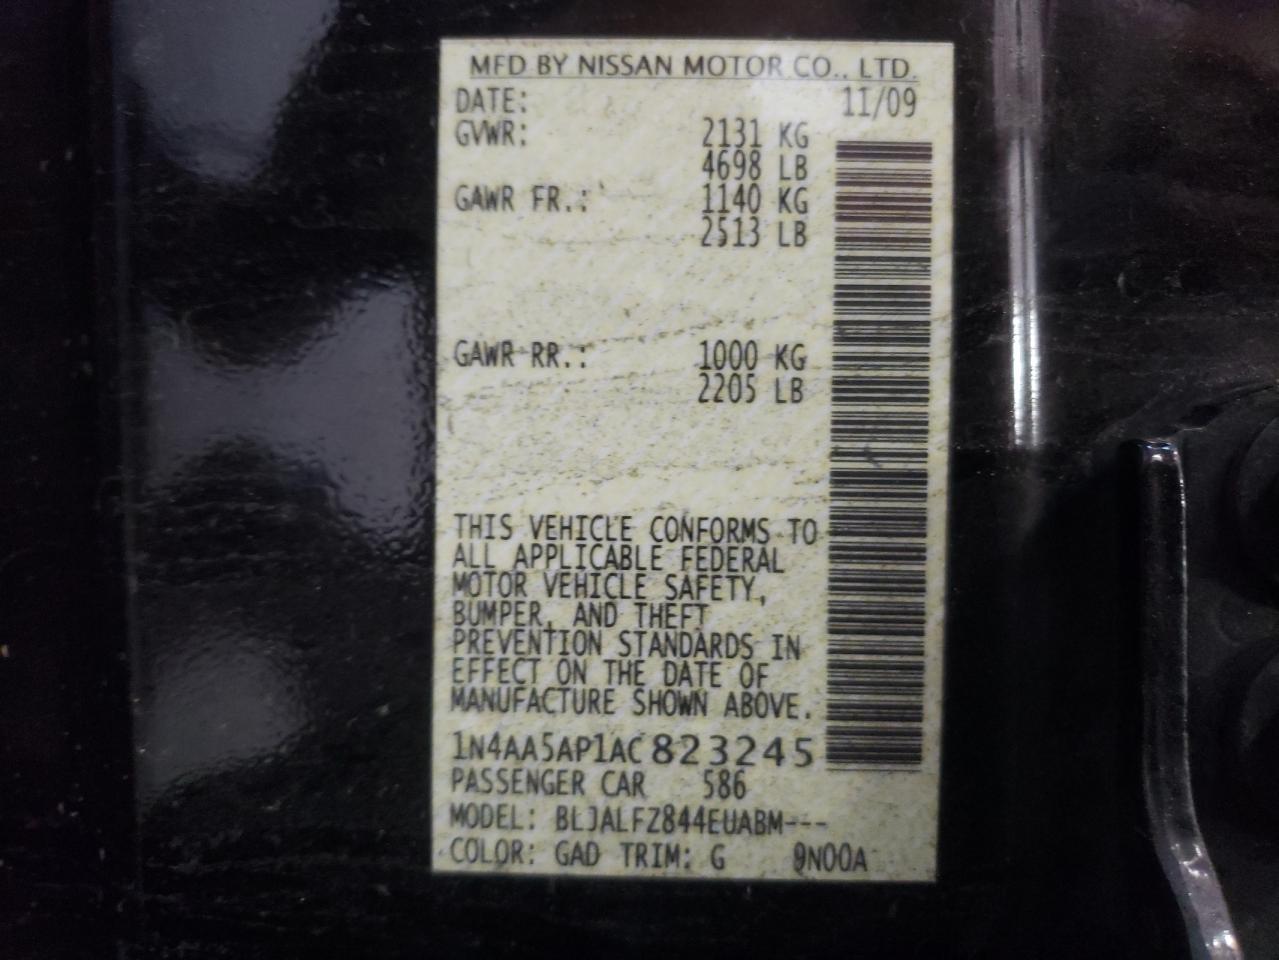 MFD BY NISSAN MOTOR CO., LTD.
DATE: 11/09
GVWR: 2131 KG
4698 LB
GAWR FR.: 1140 KG
2513 LB
GAWR RR.: 1000 KG
2205 LB
THIS VEHICLE CONFORMS TO
ALL APPLICABLE FEDERAL
MOTOR VEHICLE SAFETY,
BUMPER, AND THEFT
PREVENTION STANDARDS IN
EFFECT ON THE DATE OF
MANUFACTURE SHOWN ABOVE.
1N4AA5AP1AC823245
PASSENGER CAR 586
MODEL: BLJALFZ844EUABM---
COLOR: GAD TRIM: G 9N00A